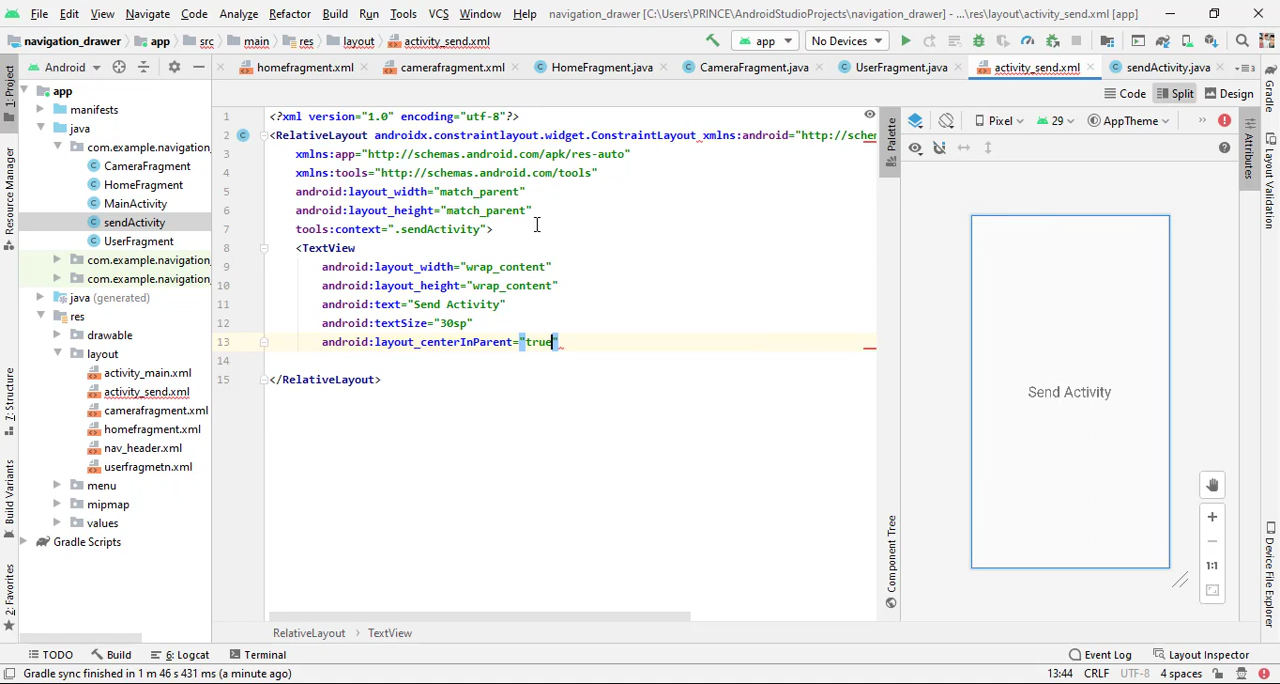 File Edit View Navigate Code Analyze Refactor Build Run Tools VCS Window Help navigation_drawer [C:\Users\PRINCE\AndroidStudioProjects\navigation_drawer] - ...\res\layout\activity_send.xml [app]
navigation_drawer app src main res layout activity_send.xml app No Devices
Android homefragment.xml camerafragment.xml HomeFragment.java CameraFragment.java UserFragment.java activity_send.xml sendActivity.java
Code Split Design
1: Project
Resource Manager
7: Structure
Build Variants
2: Favorites
app
manifests
java
com.example.navigation_
CameraFragment
HomeFragment
MainActivity
sendActivity
UserFragment
com.example.navigation_
com.example.navigation_
java (generated)
res
drawable
layout
activity_main.xml
activity_send.xml
camerafragment.xml
homefragment.xml
nav_header.xml
userfragmetn.xml
menu
mipmap
values
Gradle Scripts
1 <?xml version="1.0" encoding="utf-8"?>
2 <RelativeLayout androidx.constraintlayout.widget.ConstraintLayout xmlns:android="http://schem
3 xmlns:app="http://schemas.android.com/apk/res-auto"
4 xmlns:tools="http://schemas.android.com/tools"
5 android:layout_width="match_parent"
6 android:layout_height="match_parent"
7 tools:context=".sendActivity">
8 <TextView
9 android:layout_width="wrap_content"
10 android:layout_height="wrap_content"
11 android:text="Send Activity"
12 android:textSize="30sp"
13 android:layout_centerInParent="true"
14
15 </RelativeLayout>
RelativeLayout > TextView
Palette
Component Tree
Pixel 29 AppTheme
Send Activity
1:1
Attributes
Gradle
Layout Validation
Device File Explorer
TODO Build 6: Logcat Terminal Event Log Layout Inspector
Gradle sync finished in 1 m 46 s 431 ms (a minute ago) 13:44 CRLF UTF-8 4 spaces